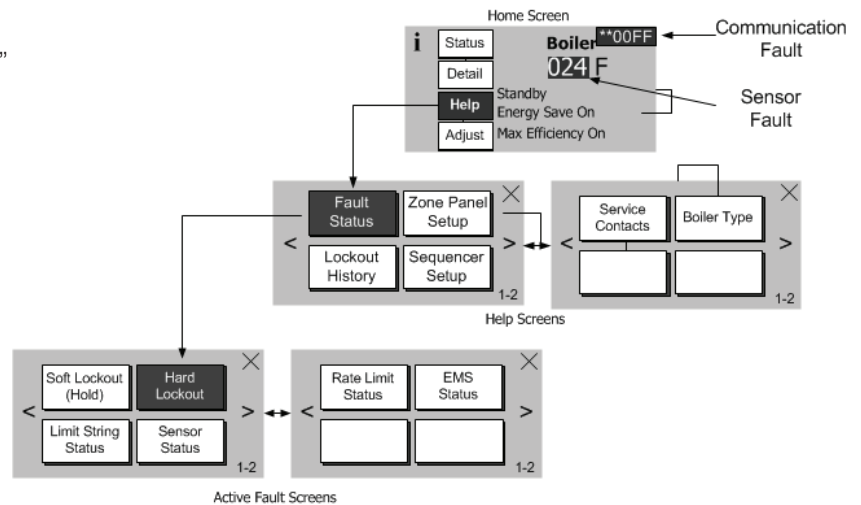 Home Screen
Communication
Fault
”
i
Status
Boiler
**00FF
Detail
024 F
Help
Standby
Energy Save On
Sensor
Fault
Adjust
Max Efficiency On
Fault
Status
Zone Panel
Setup
×
<
Lockout
History
Sequencer
Setup
>
1-2
Service
Contacts
Boiler Type
×
<
>
1-2
Help Screens
Soft Lockout
(Hold)
Hard
Lockout
×
<
Limit String
Status
Sensor
Status
>
1-2
Rate Limit
Status
EMS
Status
×
<
>
1-2
Active Fault Screens